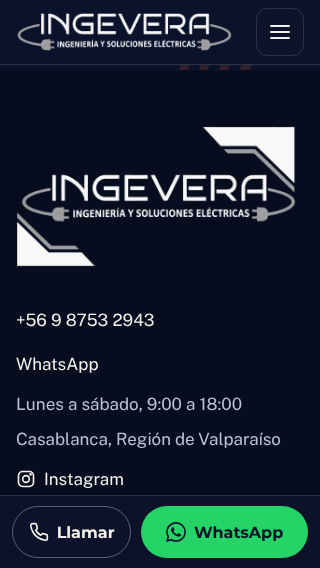 INGEVERA
INGENIERÍA Y SOLUCIONES ELÉCTRICAS
INGEVERA
INGENIERÍA Y SOLUCIONES ELÉCTRICAS
+56 9 8753 2943
WhatsApp
Lunes a sábado, 9:00 a 18:00
Casablanca, Región de Valparaíso
Instagram
Llamar
WhatsApp